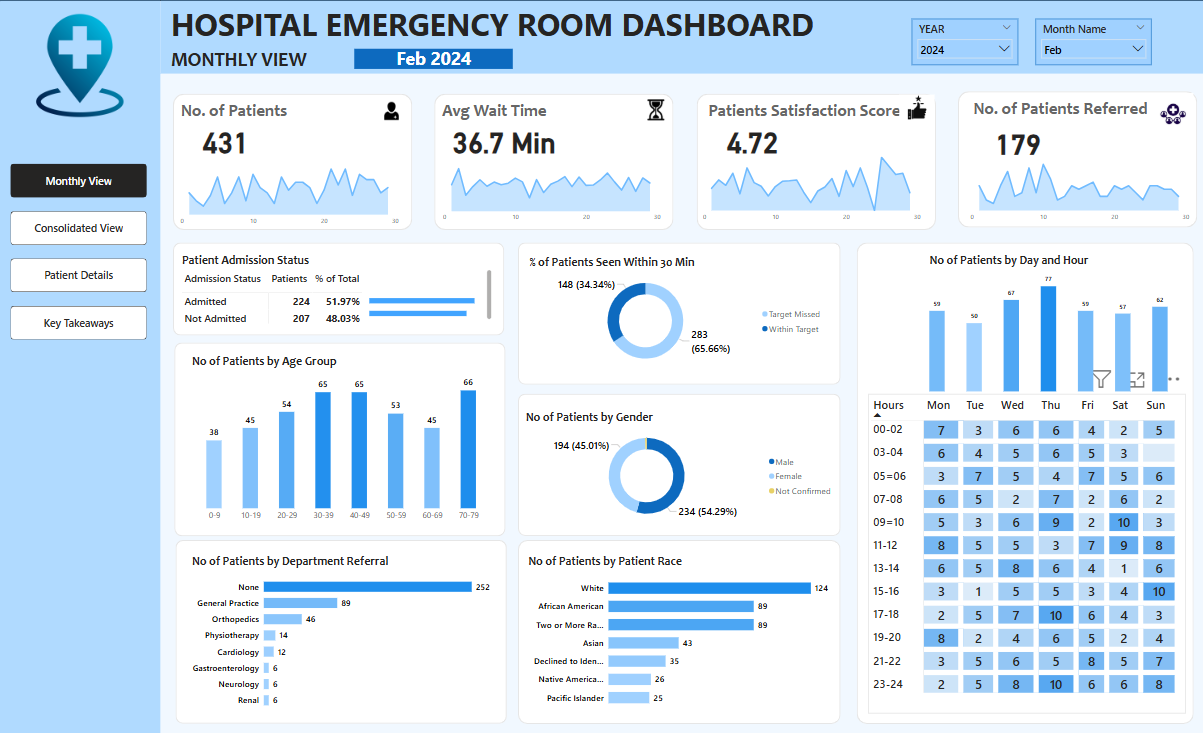 HOSPITAL EMERGENCY ROOM DASHBOARD
MONTHLY VIEW
Feb 2024
YEAR
2024
Month Name
Feb
Monthly View
Consolidated View
Patient Details
Key Takeaways
No. of Patients
431
0 10 20 30
Avg Wait Time
36.7 Min
0 10 20 30
Patients Satisfaction Score
4.72
0 10 20 30
No. of Patients Referred
179
0 10 20 30
Patient Admission Status
Admission Status Patients % of Total
Admitted 224 51.97%
Not Admitted 207 48.03%
% of Patients Seen Within 30 Min
148 (34.34%)
283
(65.66%)
Target Missed
Within Target
No of Patients by Age Group
38 45 54 65 65 53 45 66
0-9 10-19 20-29 30-39 40-49 50-59 60-69 70-79
No of Patients by Gender
194 (45.01%)
234 (54.29%)
Male
Female
Not Confirmed
No of Patients by Department Referral
None 252
General Practice 89
Orthopedics 46
Physiotherapy 14
Cardiology 12
Gastroenterology 6
Neurology 6
Renal 6
No of Patients by Patient Race
White 124
African American 89
Two or More Ra... 89
Asian 43
Declined to Iden... 35
Native America... 26
Pacific Islander 25
No of Patients by Day and Hour
59 50 67 77 59 57 62
Hours Mon Tue Wed Thu Fri Sat Sun
00-02 7 3 6 6 4 2 5
03-04 6 4 5 6 5 3
05=06 3 7 5 4 7 5 6
07-08 6 5 2 7 2 6 2
09=10 5 3 6 9 2 10 3
11-12 8 5 5 3 7 9 8
13-14 6 5 8 6 4 1 6
15-16 3 1 5 5 3 4 10
17-18 2 5 7 10 6 4 3
19-20 8 2 4 6 5 2 4
21-22 3 5 6 5 8 5 7
23-24 2 5 8 10 6 6 8